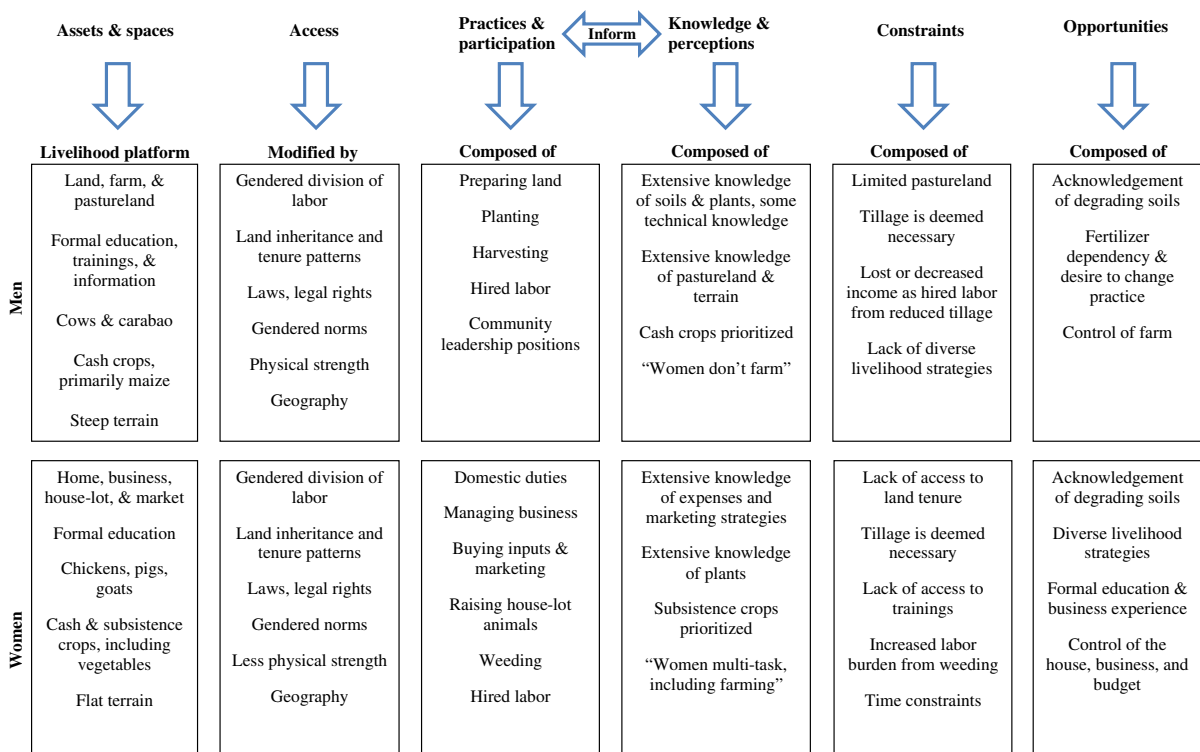 Assets & spaces
Access
Practices &
participation
Inform
Knowledge &
perceptions
Constraints
Opportunities
Livelihood platform
Modified by
Composed of
Composed of
Composed of
Composed of
Men
Land, farm, &
pastureland
Formal education,
trainings, &
information
Cows & carabao
Cash crops,
primarily maize
Steep terrain
Gendered division of
labor
Land inheritance and
tenure patterns
Laws, legal rights
Gendered norms
Physical strength
Geography
Preparing land
Planting
Harvesting
Hired labor
Community
leadership positions
Extensive knowledge
of soils & plants, some
technical knowledge
Extensive knowledge
of pastureland &
terrain
Cash crops prioritized
“Women don’t farm”
Limited pastureland
Tillage is deemed
necessary
Lost or decreased
income as hired labor
from reduced tillage
Lack of diverse
livelihood strategies
Acknowledgement
of degrading soils
Fertilizer
dependency &
desire to change
practice
Control of farm
Women
Home, business,
house-lot, & market
Formal education
Chickens, pigs,
goats
Cash & subsistence
crops, including
vegetables
Flat terrain
Gendered division of
labor
Land inheritance and
tenure patterns
Laws, legal rights
Gendered norms
Less physical strength
Geography
Domestic duties
Managing business
Buying inputs &
marketing
Raising house-lot
animals
Weeding
Hired labor
Extensive knowledge
of expenses and
marketing strategies
Extensive knowledge
of plants
Subsistence crops
prioritized
“Women multi-task,
including farming”
Lack of access to
land tenure
Tillage is deemed
necessary
Lack of access to
trainings
Increased labor
burden from weeding
Time constraints
Acknowledgement
of degrading soils
Diverse livelihood
strategies
Formal education &
business experience
Control of the
house, business, and
budget